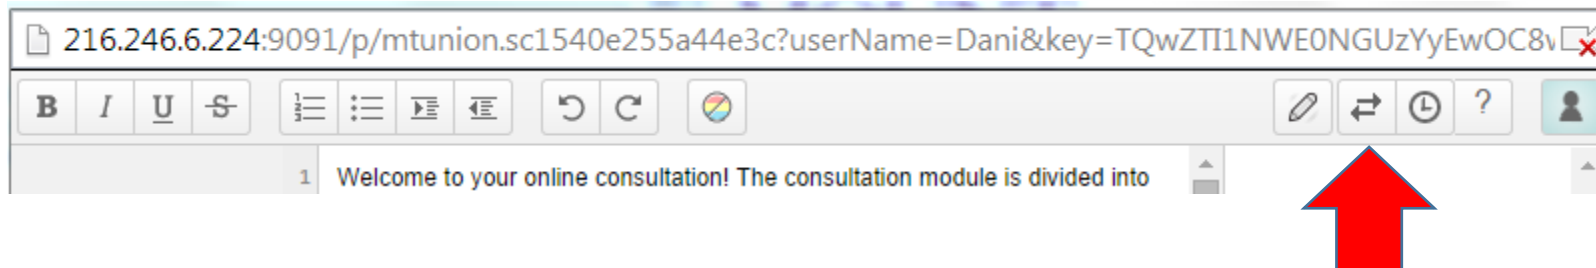 216.246.6.224:9091/p/mtunion.sc1540e255a44e3c?userName=Dani&key=TQwZTI1NWE0NGUzYyEwOC8
B I U S ?
1 Welcome to your online consultation! The consultation module is divided into